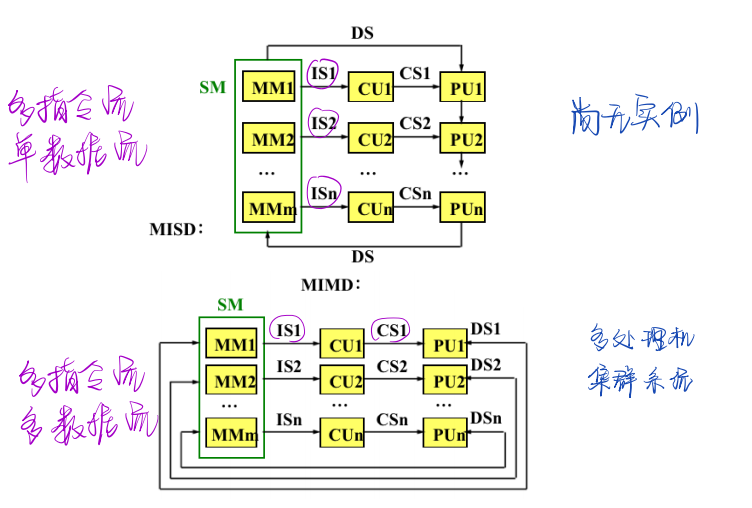 DS
SM
MM1 IS1 CU1 CS1 PU1
多指令流
单数据流
MM2 IS2 CU2 CS2 PU2
尚无实例
... ... ...
MMm ISn CUn CSn PUn
MISD:
DS
MIMD:
SM
MM1 IS1 CU1 CS1 PU1 DS1
多处理机
MM2 IS2 CU2 CS2 PU2 DS2
集群系统
多指令流
多数据流
... ... ...
MMm ISn CUn CSn PUn DSn